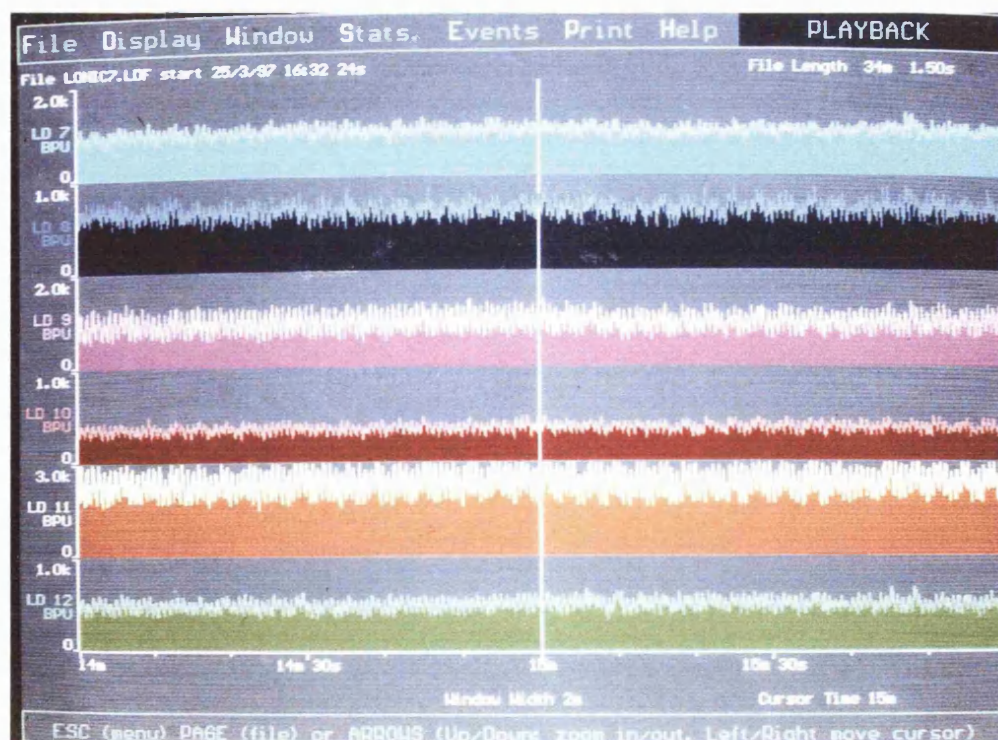 File Display Window Stats. Events Print Help PLAYBACK
File LONIC7.LDF start 25/3/97 16:32 24s File Length 34m 1.50s
2.0k
LD 7
BPU
0
1.0k
LD 8
BPU
0
2.0k
LD 9
BPU
0
1.0k
LD 10
BPU
0
3.0k
LD 11
BPU
0
1.0k
LD 12
BPU
0
14m 14m 30s 15m 15m 30s
Window Width 2m Cursor Time 15m
ESC (menu) PAGE (file) or ARROWS (Up/Down: zoom in/out, Left/Right move cursor)